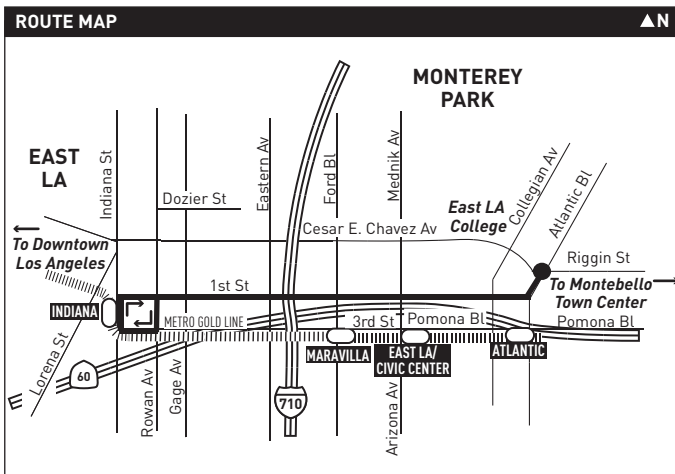 ROUTE MAP
▲N
MONTEREY
PARK
EAST
LA
Indiana St
Dozier St
Eastern Av
Ford Bl
Mednik Av
Collegian Av
Atlantic Bl
East LA
College
Cesar E. Chavez Av
To Downtown
Los Angeles
Riggin St
To Montebello
Town Center
1st St
INDIANA
METRO GOLD LINE
3rd St
Pomona Bl
Pomona Bl
MARAVILLA
EAST LA/
CIVIC CENTER
ATLANTIC
Lorena St
60
Rowan Av
Gage Av
710
Arizona Av